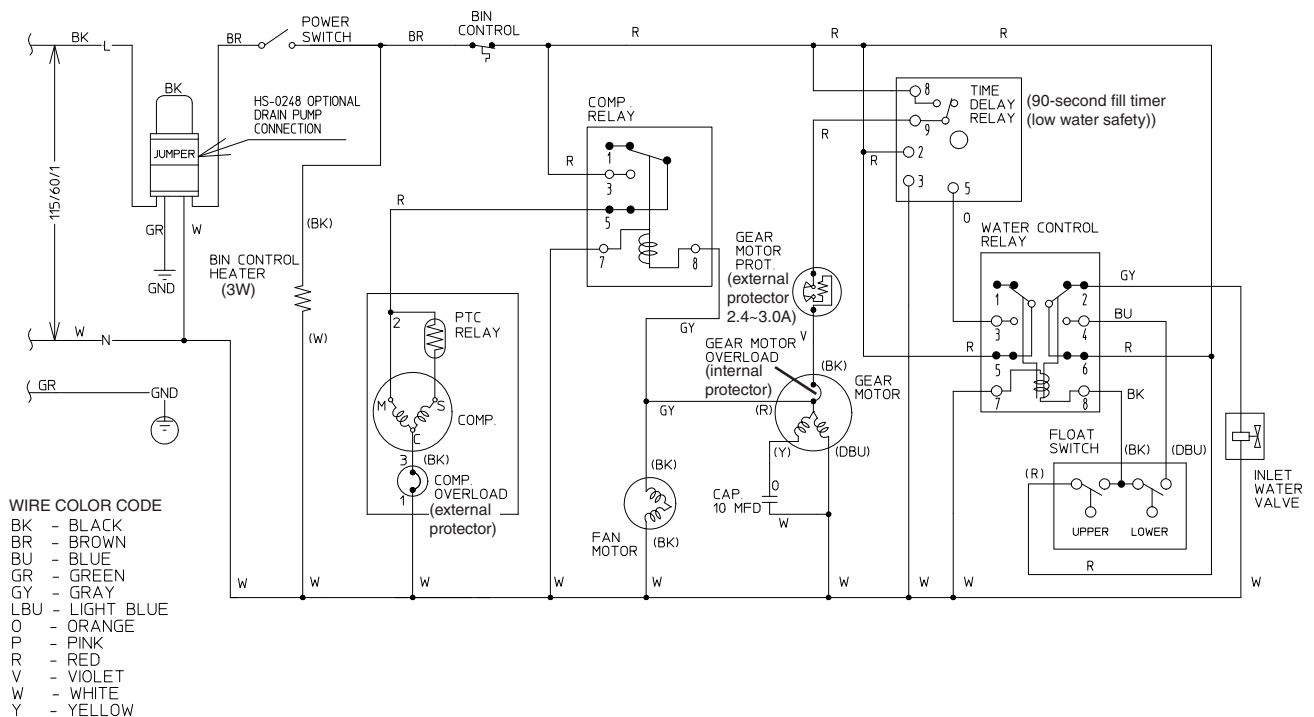 BK
L
BR
POWER
SWITCH
BR
BIN
CONTROL
R
R
R
BK
HS-0248 OPTIONAL
DRAIN PUMP
CONNECTION
JUMPER
115/60/1
GR
W
GND
BIN CONTROL
HEATER
(3W)
(BK)
(W)
W
N
GR
GND
COMP.
RELAY
R
1
3
5
7
8
R
TIME
DELAY
RELAY
8
9
2
3
5
(90-second fill timer
(low water safety))
R
R
O
WATER CONTROL
RELAY
1
2
3
4
5
6
7
8
GY
BU
R
R
BK
GEAR
MOTOR
PROT.
(external
protector
2.4~3.0A)
V
GEAR MOTOR
OVERLOAD
(internal
protector)
(BK)
GEAR
MOTOR
(R)
(Y)
(DBU)
GY
GY
PTC
RELAY
2
M
S
C
COMP.
3
(BK)
1
COMP.
OVERLOAD
(external
protector)
(BK)
FAN
MOTOR
(BK)
CAP.
10 MFD
O
W
FLOAT
SWITCH
(BK)
(DBU)
(R)
UPPER
LOWER
R
INLET
WATER
VALVE
W
W
W
W
W
W
W
W
W
WIRE COLOR CODE
BK - BLACK
BR - BROWN
BU - BLUE
GR - GREEN
GY - GRAY
LBU - LIGHT BLUE
O - ORANGE
P - PINK
R - RED
V - VIOLET
W - WHITE
Y - YELLOW